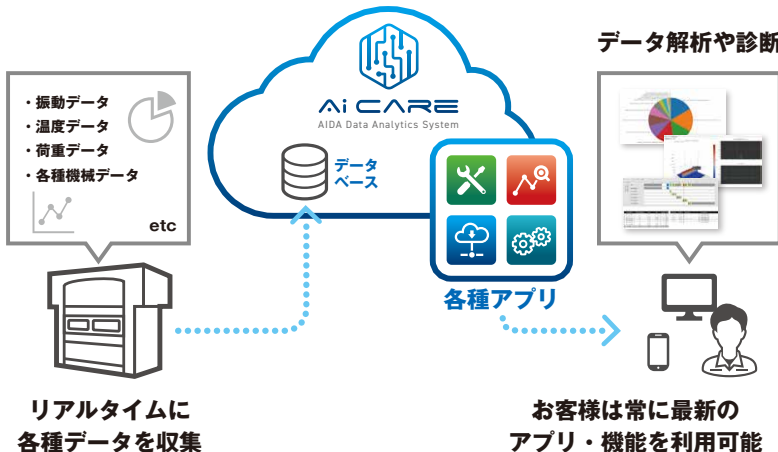 データ解析や診断
・振動データ
・温度データ
・荷重データ
・各種機械データ
etc
Ai CARE
AIDA Data Analytics System
データ
ベース
各種アプリ
リアルタイムに
各種データを収集
お客様は常に最新の
アプリ・機能を利用可能